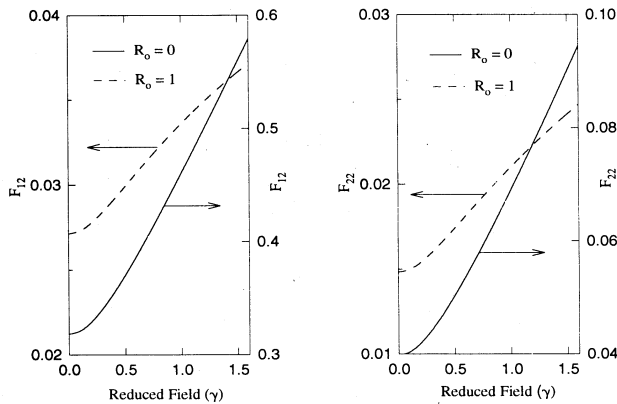 0.04
0.6
R₀ = 0
R₀ = 1
0.5
0.03
F₁₂
F₁₂
0.4
0.02
0.3
0.0
0.5
1.0
1.5
Reduced Field (γ)
0.03
0.10
R₀ = 0
R₀ = 1
0.08
0.02
F₂₂
F₂₂
0.06
0.01
0.04
0.0
0.5
1.0
1.5
Reduced Field (γ)